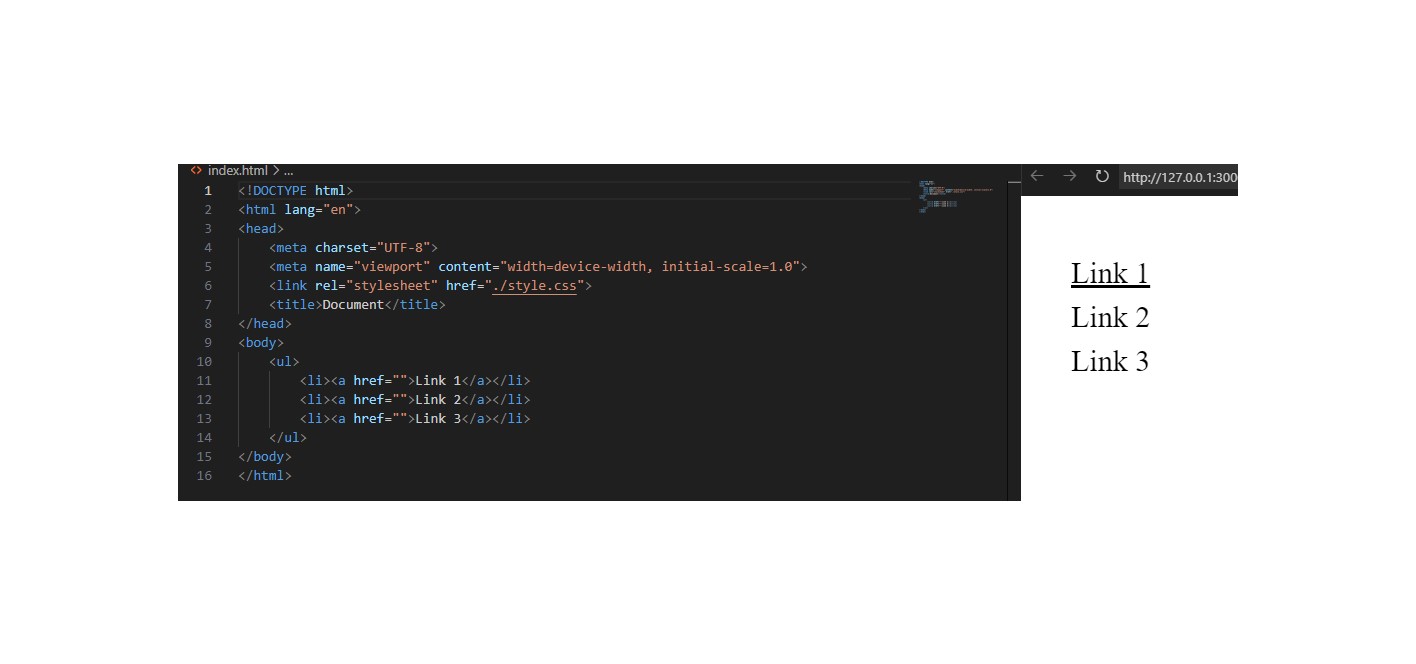 index.html > ...
1 <!DOCTYPE html>
2 <html lang="en">
3 <head>
4 <meta charset="UTF-8">
5 <meta name="viewport" content="width=device-width, initial-scale=1.0">
6 <link rel="stylesheet" href="./style.css">
7 <title>Document</title>
8 </head>
9 <body>
10 <ul>
11 <li><a href="">Link 1</a></li>
12 <li><a href="">Link 2</a></li>
13 <li><a href="">Link 3</a></li>
14 </ul>
15 </body>
16 </html>
http://127.0.0.1:300
Link 1
Link 2
Link 3